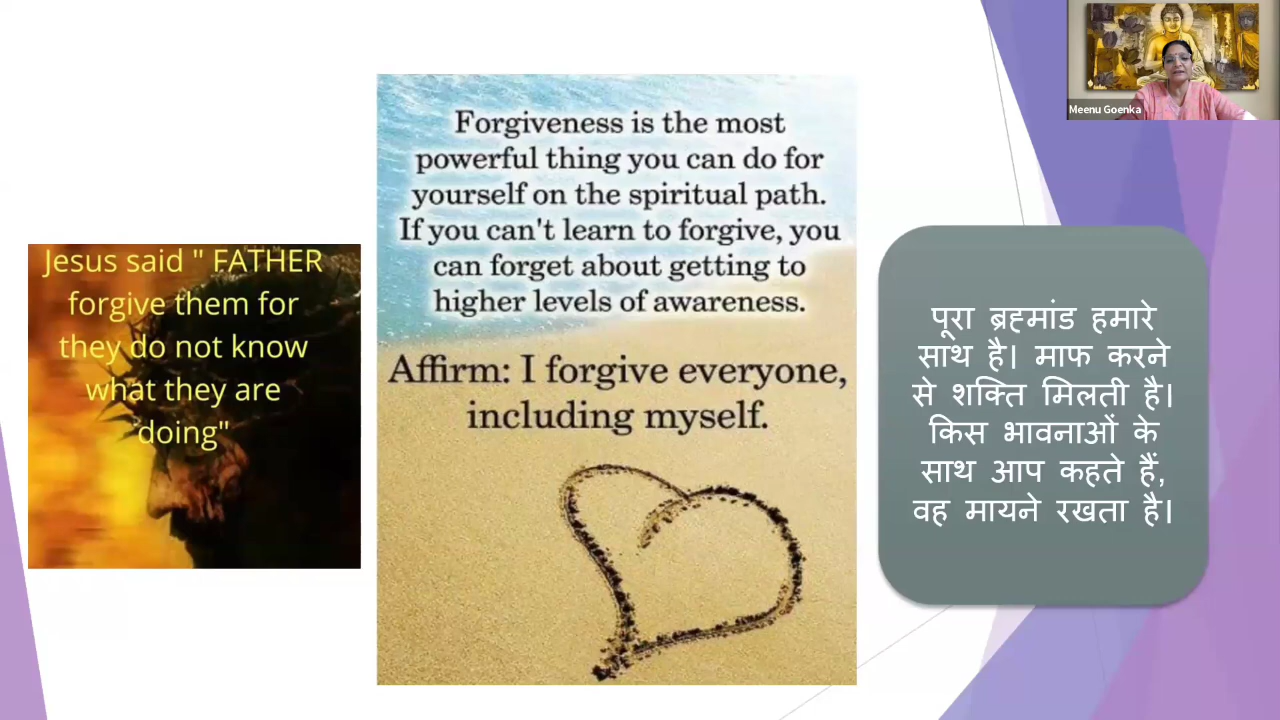 Jesus said " FATHER
forgive them for
they do not know
what they are
doing"
Forgiveness is the most
powerful thing you can do for
yourself on the spiritual path.
If you can't learn to forgive, you
can forget about getting to
higher levels of awareness.
Affirm: I forgive everyone,
including myself.
पूरा ब्रह्मांड हमारे
साथ है। माफ करने
से शक्ति मिलती है।
किस भावनाओं के
साथ आप कहते हैं,
वह मायने रखता है।
Meenu Goenka